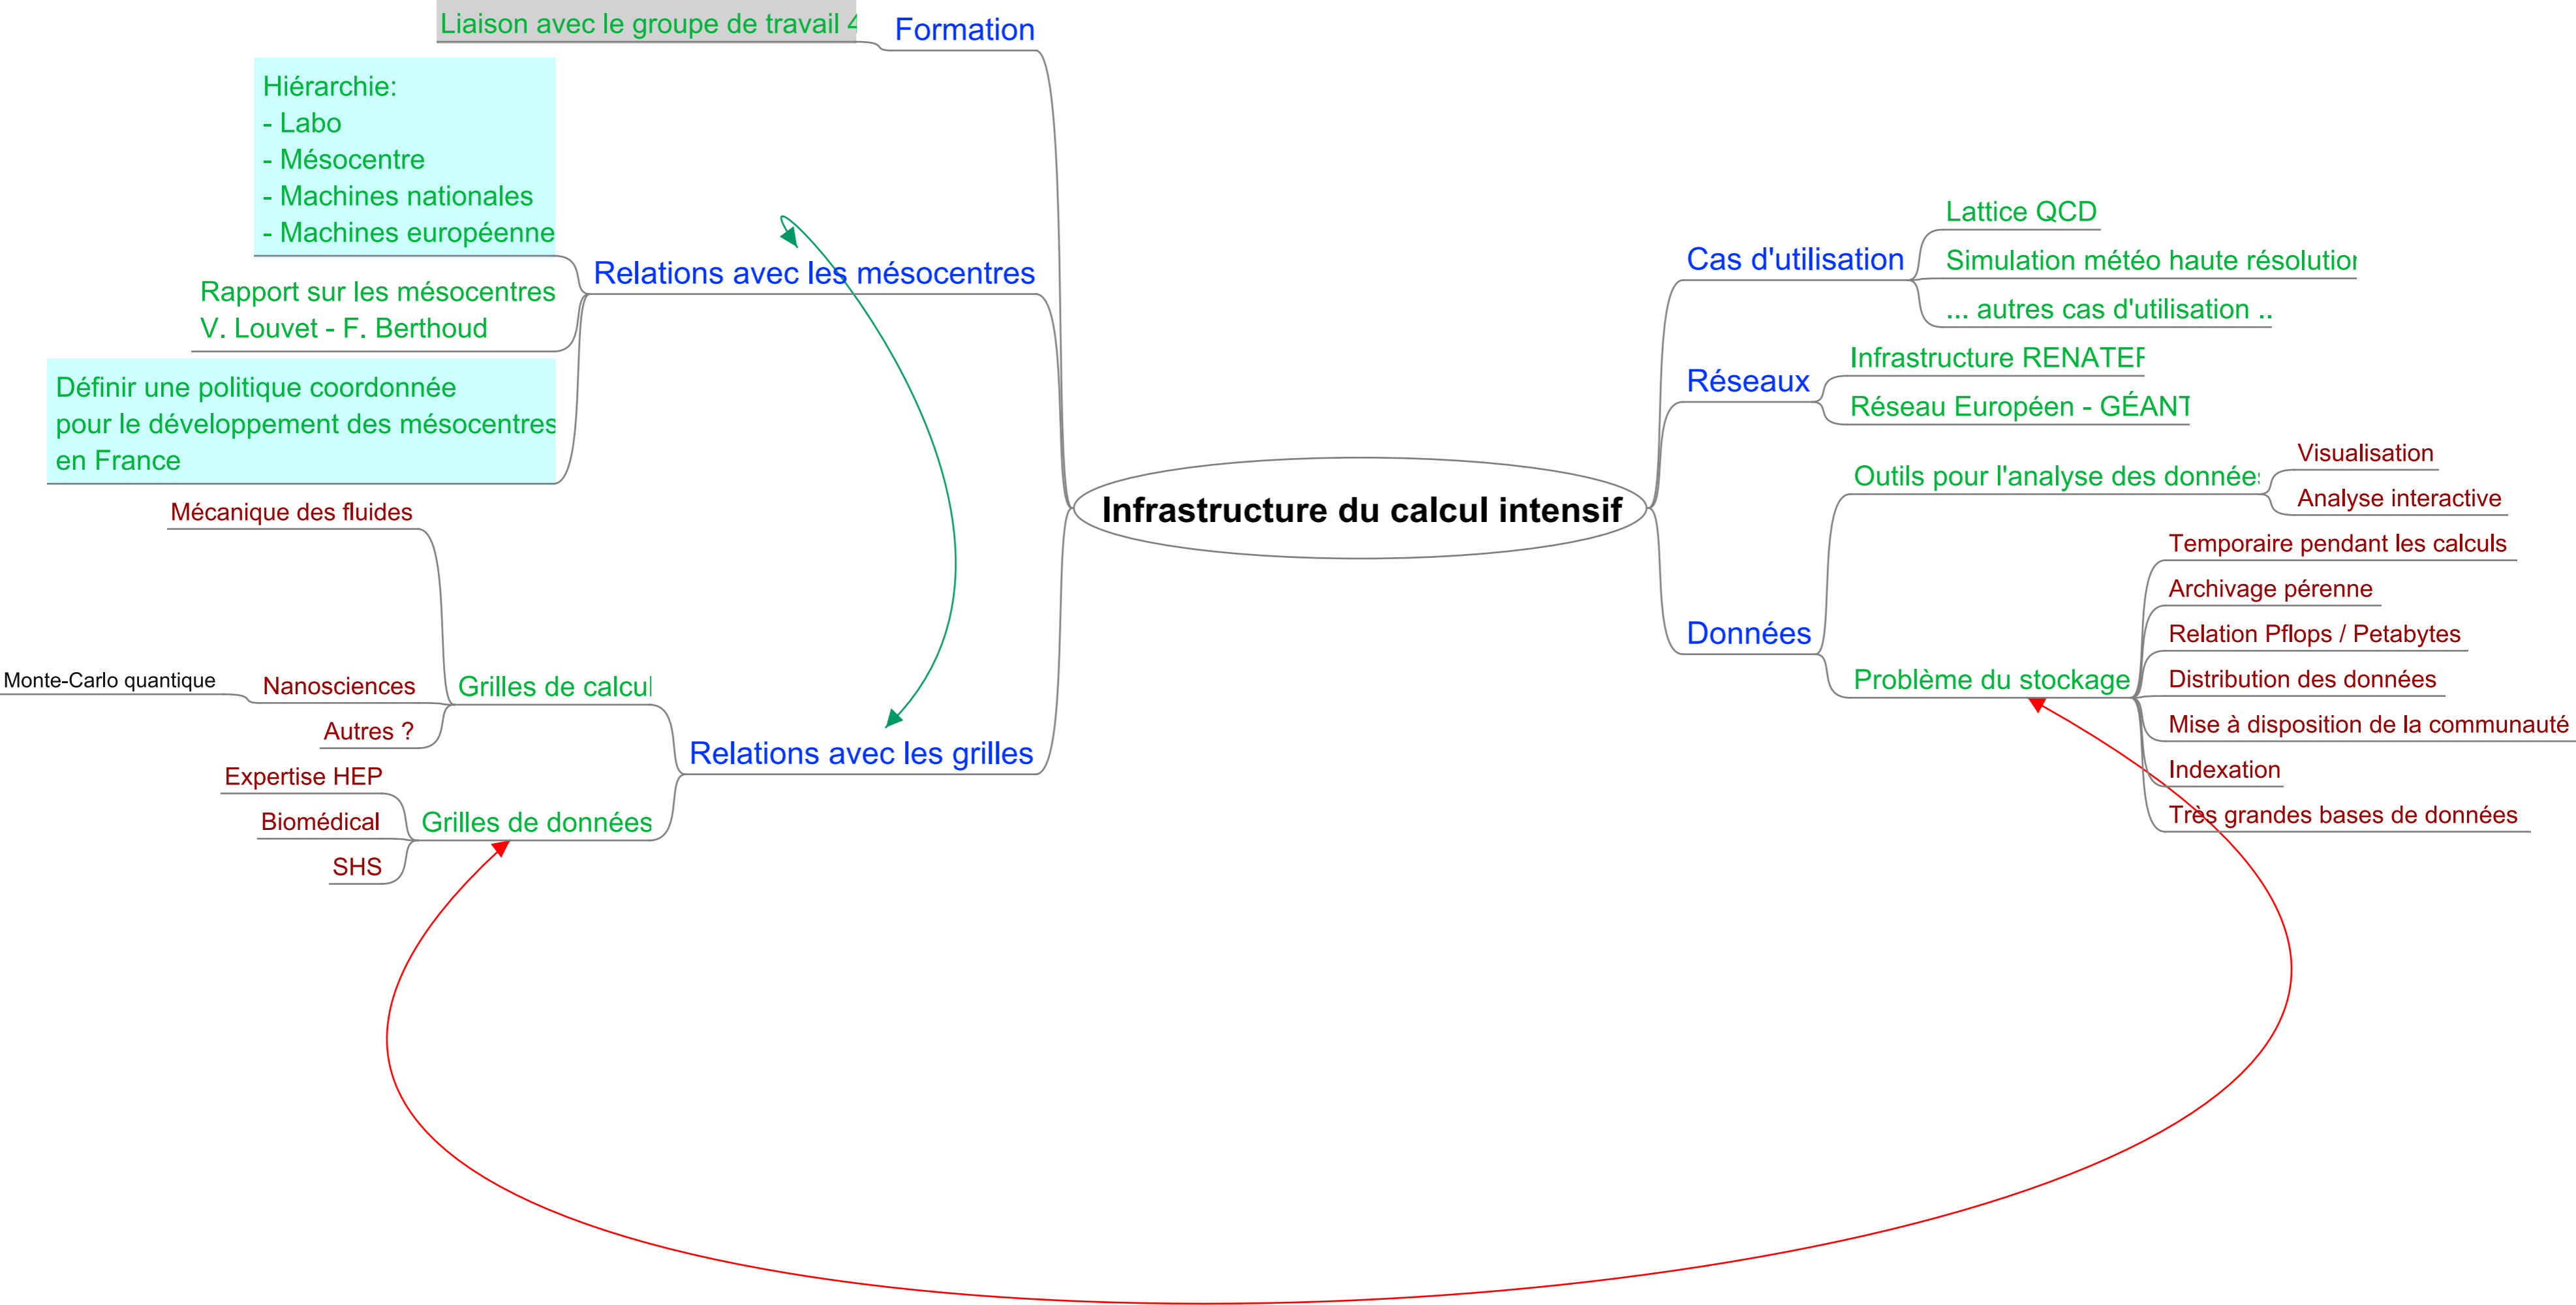 Liaison avec le groupe de travail 4
Formation
Hiérarchie:
- Labo
- Mésocentre
- Machines nationales
- Machines européenne
Relations avec les mésocentres
Rapport sur les mésocentres
V. Louvet - F. Berthoud
Définir une politique coordonnée
pour le développement des mésocentres
en France
Mécanique des fluides
Monte-Carlo quantique
Nanosciences
Grilles de calcul
Autres ?
Relations avec les grilles
Expertise HEP
Biomédical
Grilles de données
SHS
Infrastructure du calcul intensif
Cas d'utilisation
Lattice QCD
Simulation météo haute résolution
... autres cas d'utilisation ..
Réseaux
Infrastructure RENATER
Réseau Européen - GÉANT
Données
Outils pour l'analyse des données
Visualisation
Analyse interactive
Problème du stockage
Temporaire pendant les calculs
Archivage pérenne
Relation Pflops / Petabytes
Distribution des données
Mise à disposition de la communauté
Indexation
Très grandes bases de données